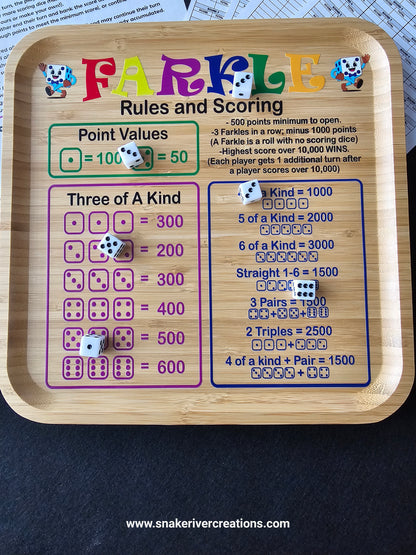 FARKLE
Rules and Scoring
Point Values
= 100
= 50
- 500 points minimum to open.
-3 Farkles in a row; minus 1000 points
(A Farkle is a roll with no scoring dice)
-Highest score over 10,000 WINS.
(Each player gets 1 additional turn after
a player scores over 10,000)
Three of A Kind
= 300
= 200
= 300
= 400
= 500
= 600
a Kind = 1000
5 of a Kind = 2000
6 of a Kind = 3000
Straight 1-6 = 1500
3 Pairs = 1500
+ +
2 Triples = 2500
+
4 of a kind + Pair = 1500
+
www.snakerivercreations.com